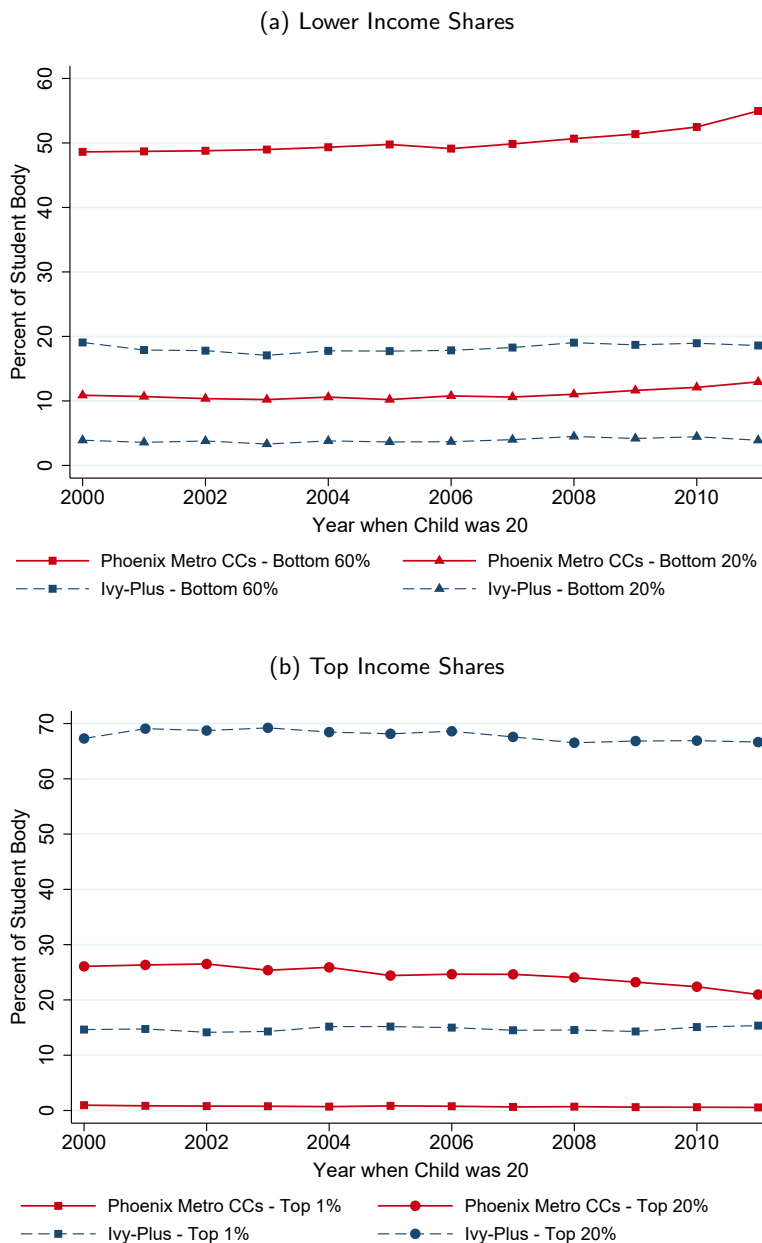 (a) Lower Income Shares
60
50
40
30
20
10
0
Percent of Student Body
2000 2002 2004 2006 2008 2010
Year when Child was 20
Phoenix Metro CCs - Bottom 60% Phoenix Metro CCs - Bottom 20%
Ivy-Plus - Bottom 60% Ivy-Plus - Bottom 20%
(b) Top Income Shares
70
60
50
40
30
20
10
0
Percent of Student Body
2000 2002 2004 2006 2008 2010
Year when Child was 20
Phoenix Metro CCs - Top 1% Phoenix Metro CCs - Top 20%
Ivy-Plus - Top 1% Ivy-Plus - Top 20%